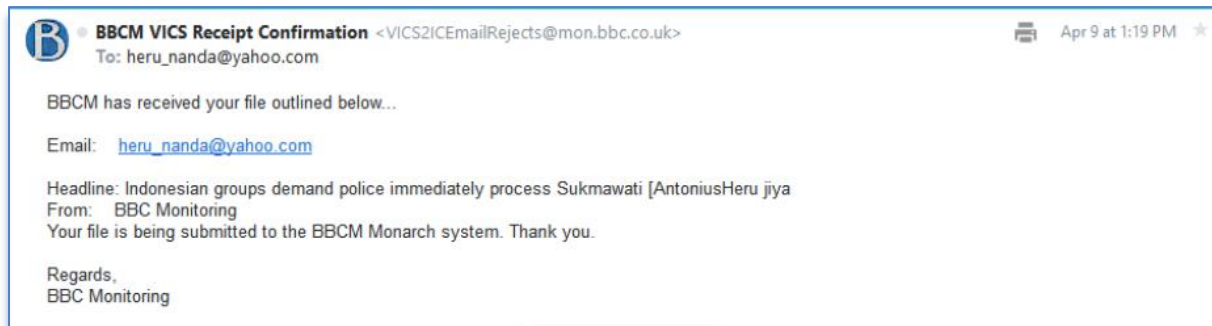 B
BBCM VICS Receipt Confirmation <VICS2ICEmailRejects@mon.bbc.co.uk> Apr 9 at 1:19 PM
To: heru_nanda@yahoo.com
BBCM has received your file outlined below...
Email: heru_nanda@yahoo.com
Headline: Indonesian groups demand police immediately process Sukmawati [AntoniusHeru jiya
From: BBC Monitoring
Your file is being submitted to the BBCM Monarch system. Thank you.
Regards,
BBC Monitoring